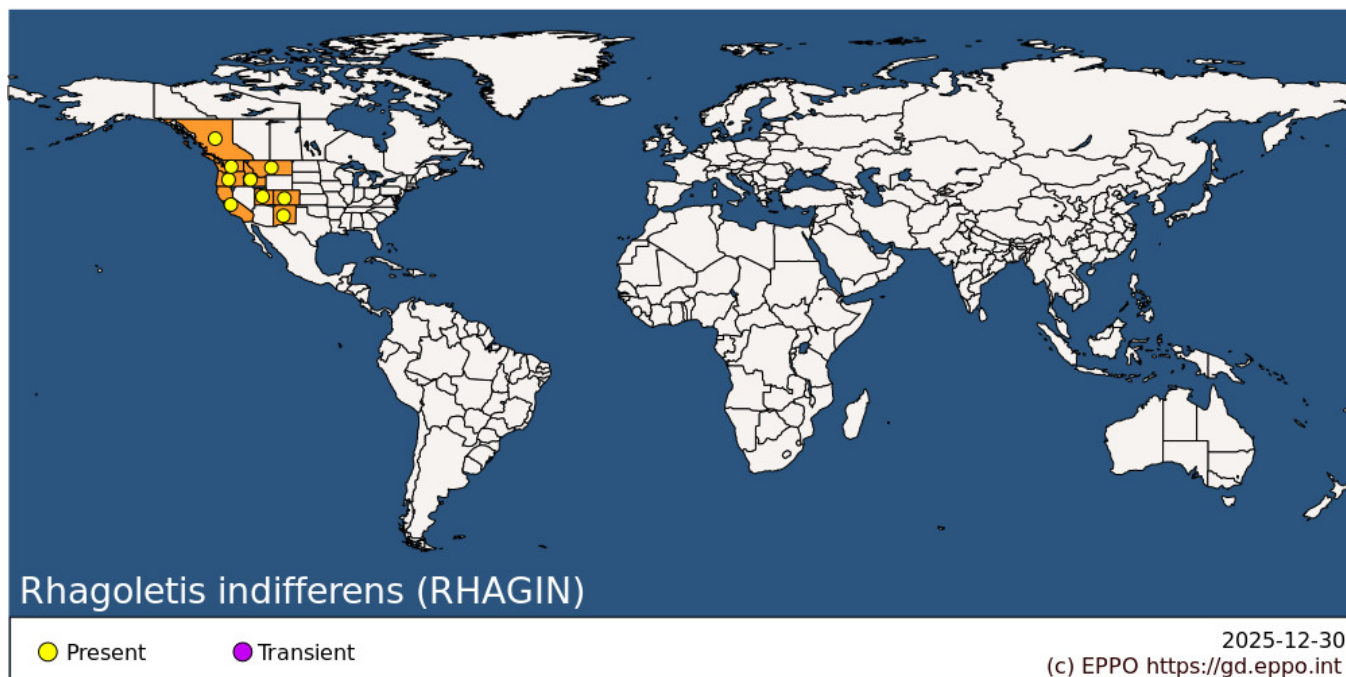 Rhagoletis indifferens (RHAGIN)
Present
Transient
2025-12-30
(c) EPPO https://gd.eppo.int